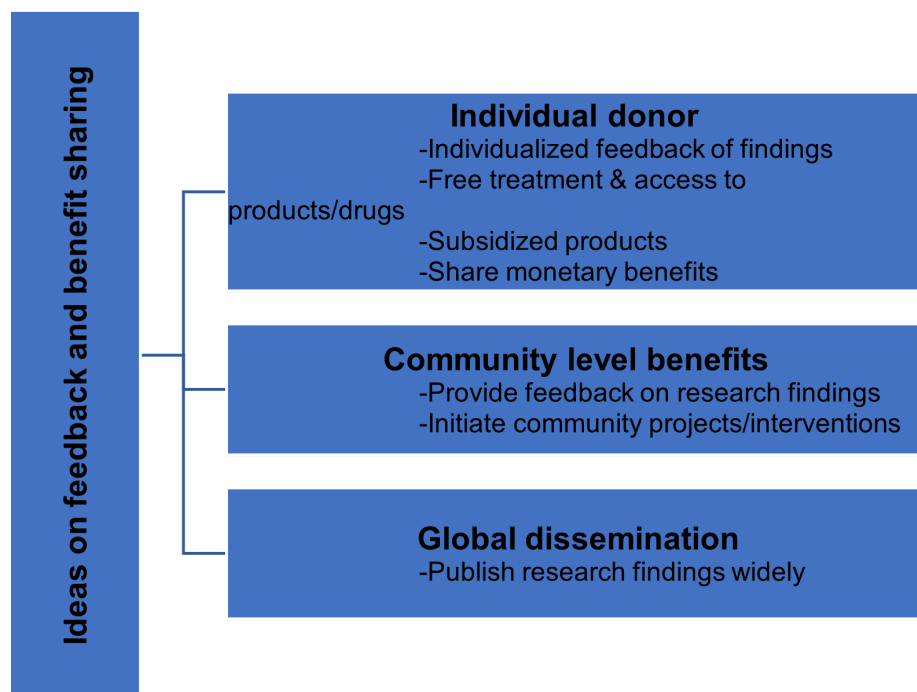 Ideas on feedback and benefit sharing
Individual donor
-Individualized feedback of findings
-Free treatment & access to
products/drugs
-Subsidized products
-Share monetary benefits
Community level benefits
-Provide feedback on research findings
-Initiate community projects/interventions
Global dissemination
-Publish research findings widely